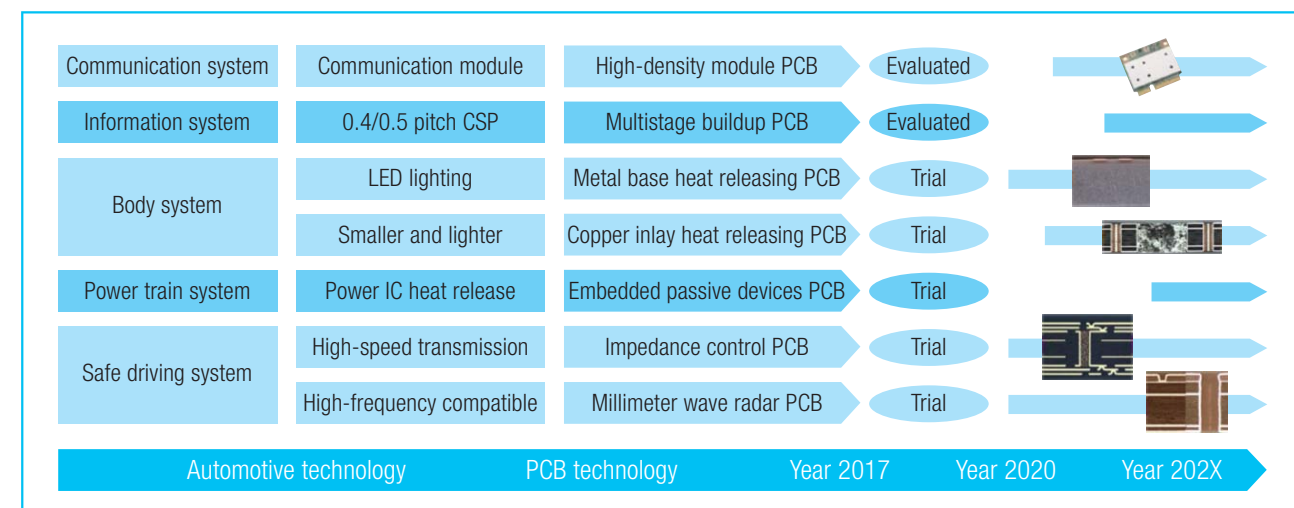 Communication system
Communication module
High-density module PCB
Evaluated
Information system
0.4/0.5 pitch CSP
Multistage buildup PCB
Evaluated
Body system
LED lighting
Metal base heat releasing PCB
Trial
Smaller and lighter
Copper inlay heat releasing PCB
Trial
Power train system
Power IC heat release
Embedded passive devices PCB
Trial
Safe driving system
High-speed transmission
Impedance control PCB
Trial
High-frequency compatible
Millimeter wave radar PCB
Trial
Automotive technology
PCB technology
Year 2017
Year 2020
Year 202X